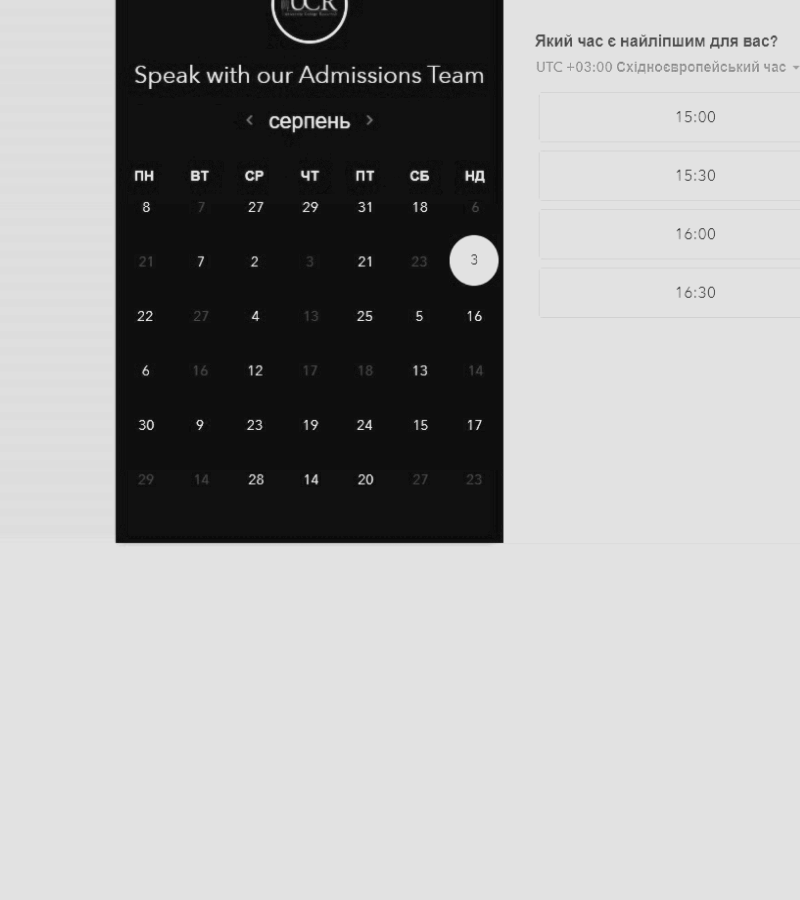 UCR
Speak with our Admissions Team
серпень
ПН ВТ СР ЧТ ПТ СБ НД
8 7 27 29 31 18 6
21 7 2 3 21 23 3
22 27 4 13 25 5 16
6 16 12 17 18 13 14
30 9 23 19 24 15 17
29 14 28 14 20 27 23
Який час є найліпшим для вас?
UTC +03:00 Східноєвропейський час
15:00
15:30
16:00
16:30